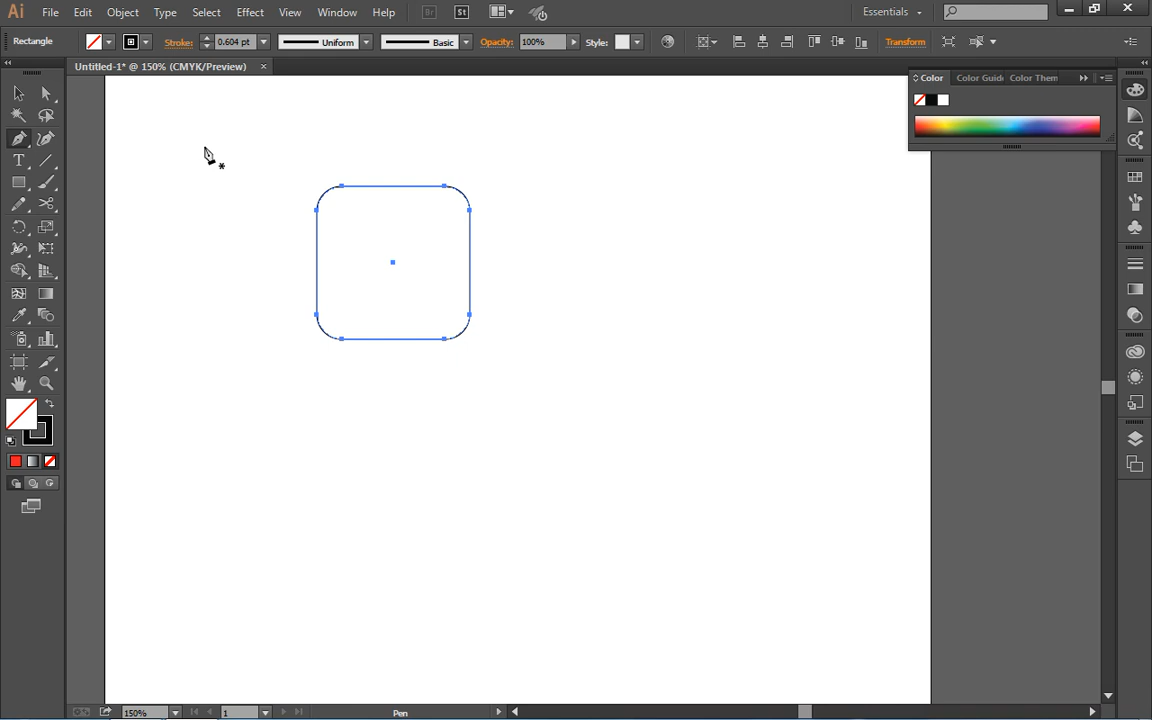 Ai File Edit Object Type Select Effect View Window Help Br St Essentials
Rectangle Stroke: 0.604 pt Uniform Basic Opacity: 100% Style: Transform
Untitled-1* @ 150% (CMYK/Preview) ×
Color Color Guid Color Them
150% 1 Pen